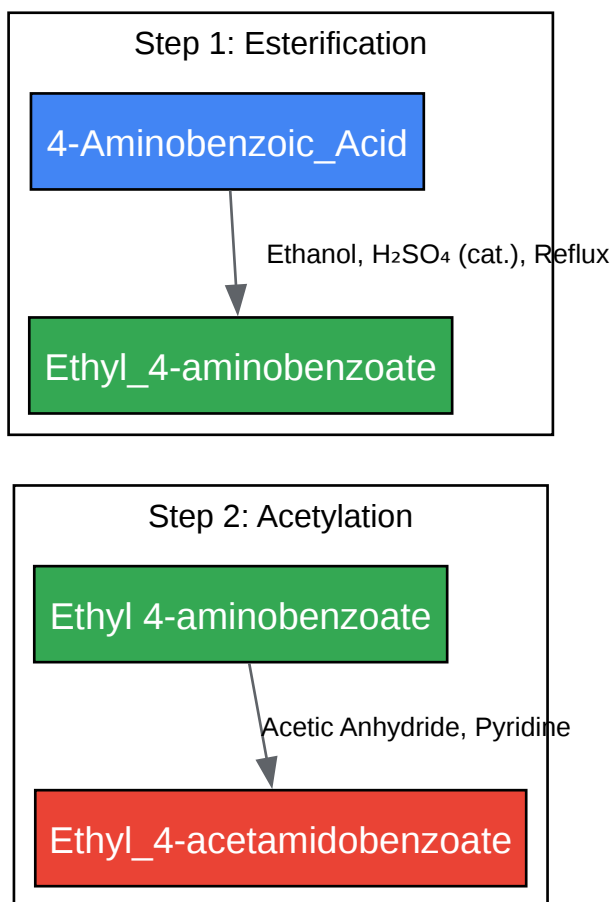 Step 1: Esterification
4-Aminobenzoic_Acid
Ethanol, H₂SO₄ (cat.), Reflux
Ethyl_4-aminobenzoate
Step 2: Acetylation
Ethyl 4-aminobenzoate
Acetic Anhydride, Pyridine
Ethyl_4-acetamidobenzoate